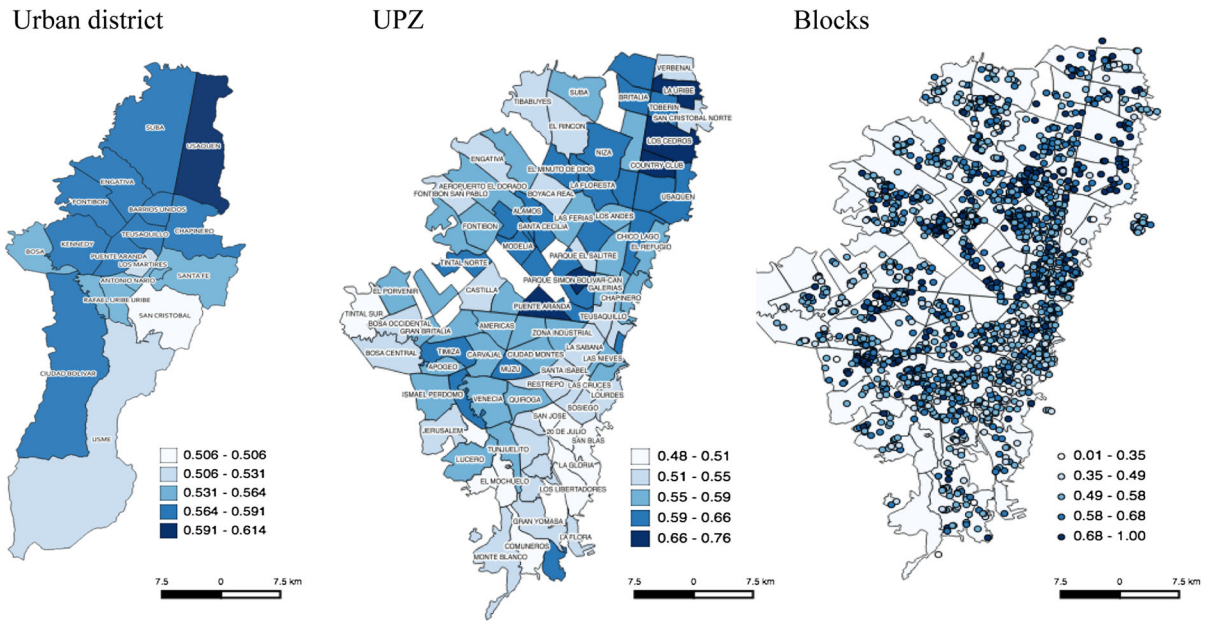 Urban district
UPZ
Blocks
SUBA
USAQUEN
ENGATIVA
FONTIBON
BARRIOS UNIDOS
TEUSAQUILLO
CHAPINERO
KENNEDY
BOSA
PUENTE ARANDA
LOS MARTIRES
SANTA FE
ANTONIO NARIO
RAFAEL URIBE URIBE
SAN CRISTOBAL
CIUDAD BOLIVAR
USME
0.506 - 0.506
0.506 - 0.531
0.531 - 0.564
0.564 - 0.591
0.591 - 0.614
7.5 0 7.5 km
VERBENAL
LA URIBE
SUBA
BRITALIA
TIBABUYES
TOBERIN
SAN CRISTOBAL NORTE
EL RINCON
LOS CEDROS
NIZA
ENGATIVA
COUNTRY CLUB
EL MINUTO DE DIOS
AEROPUERTO EL DORADO
LA FLORESTA
FONTIBON SAN PABLO
BOYACA REAL
USAQUEN
ALAMOS
LAS FERIAS
LOS ANDES
FONTIBON
SANTA CECILIA
CHICO LAGO
MODELIA
EL REFUGIO
PARQUE EL SALITRE
TINTAL NORTE
PARQUE SIMON BOLIVAR-CAN
EL PORVENIR
CASTILLA
GALERIAS
CHAPINERO
PUENTE ARANDA
TINTAL SUR
TEUSAQUILLO
BOSA OCCIDENTAL
GRAN BRITALIA
AMERICAS
ZONA INDUSTRIAL
LA SABANA
BOSA CENTRAL
TIMIZA
CARVAJAL
CIUDAD MONTES
LAS NIEVES
APOGEO
MUZU
SANTA ISABEL
RESTREPO
LAS CRUCES
ISMAEL PERDOMO
LOURDES
VENECIA
QUIROGA
SOSIEGO
SAN JOSE
JERUSALEM
20 DE JULIO
SAN BLAS
TUNJUELITO
LUCERO
LA GLORIA
EL MOCHUELO
LOS LIBERTADORES
GRAN YOMASA
LA FLORA
COMUNEROS
MONTE BLANCO
0.48 - 0.51
0.51 - 0.55
0.55 - 0.59
0.59 - 0.66
0.66 - 0.76
7.5 0 7.5 km
0.01 - 0.35
0.35 - 0.49
0.49 - 0.58
0.58 - 0.68
0.68 - 1.00
7.5 0 7.5 km